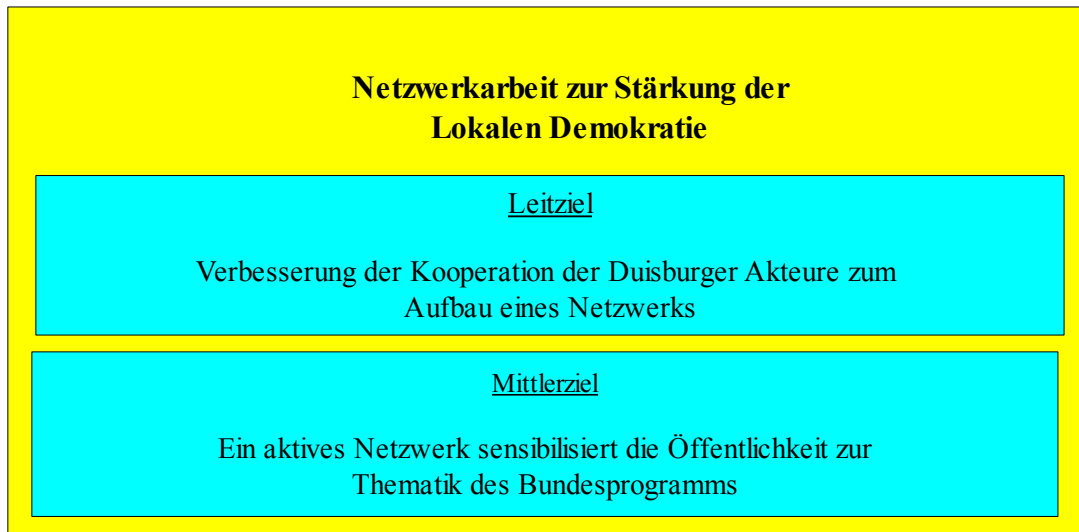 Netzwerkarbeit zur Stärkung der
Lokalen Demokratie
Leitziel
Verbesserung der Kooperation der Duisburger Akteure zum
Aufbau eines Netzwerks
Mittlerziel
Ein aktives Netzwerk sensibilisiert die Öffentlichkeit zur
Thematik des Bundesprogramms